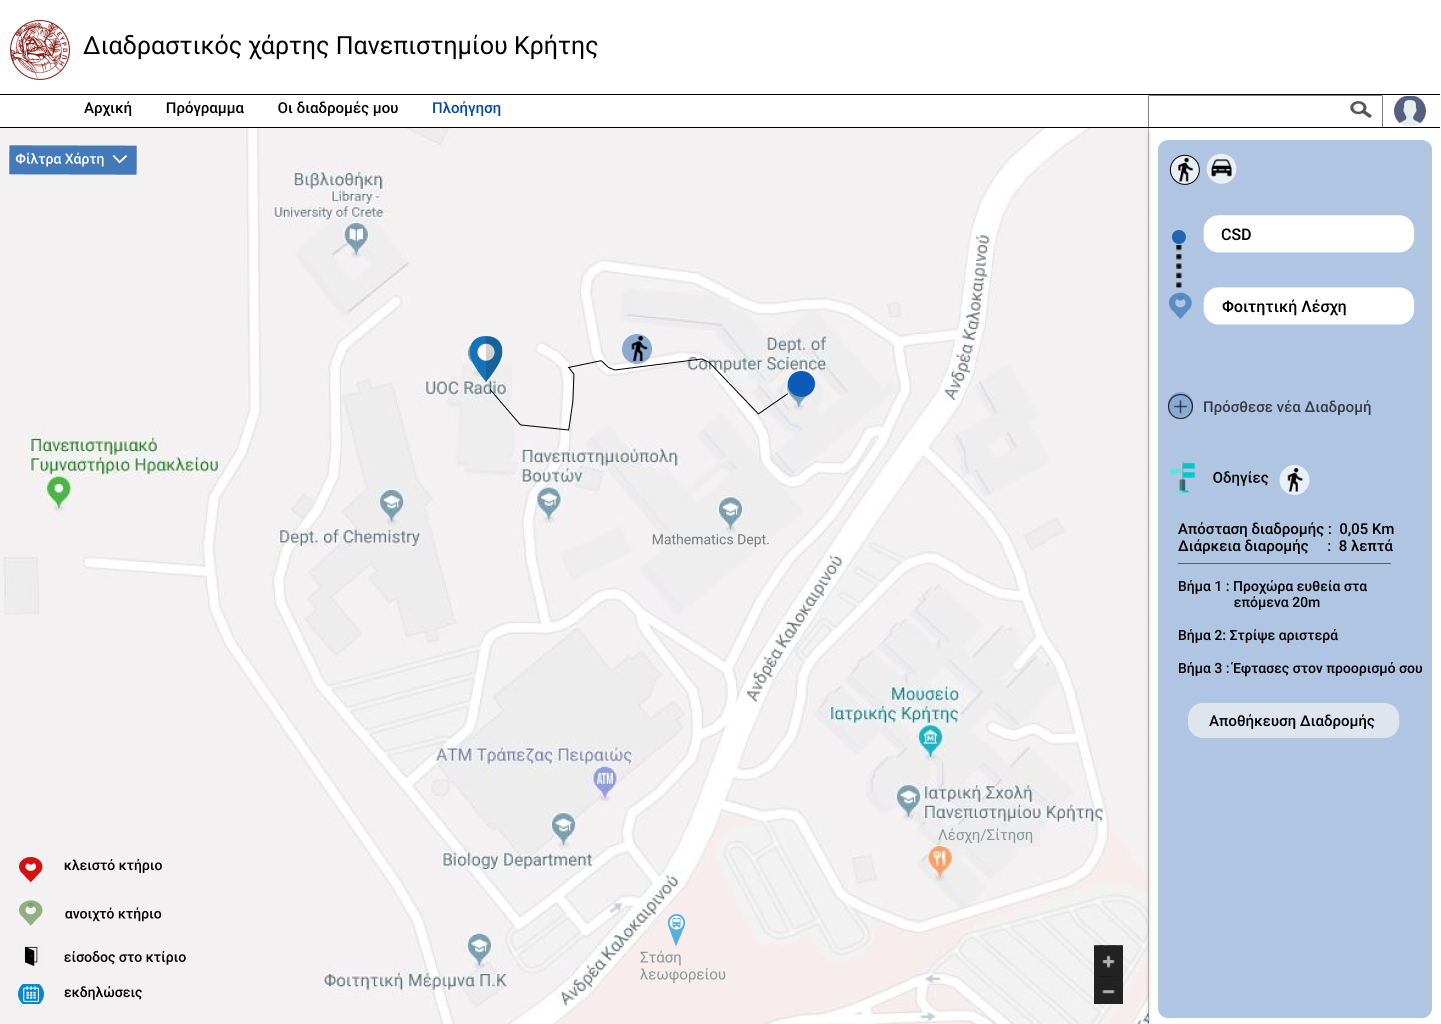 Διαδραστικός χάρτης Πανεπιστημίου Κρήτης
Αρχική
Πρόγραμμα
Οι διαδρομές μου
Πλοήγηση
Φίλτρα Χάρτη
Βιβλιοθήκη
Library -
University of Crete
UOC Radio
Dept. of
Computer Science
Ανδρέα Καλοκαιρινού
Πανεπιστημιακό
Γυμναστήριο Ηρακλείου
Πανεπιστημιούπολη
Βουτών
Dept. of Chemistry
Mathematics Dept.
Ανδρέα Καλοκαιρινού
Μουσείο
Ιατρικής Κρήτης
ATM Τράπεζας Πειραιώς
ATM
Ιατρική Σχολή
Πανεπιστημίου Κρήτης
Λέσχη/Σίτηση
Biology Department
Ανδρέα Καλοκαιρινού
Στάση
λεωφορείου
Φοιτητική Μέριμνα Π.Κ
κλειστό κτήριο
ανοιχτό κτήριο
είσοδος στο κτίριο
εκδηλώσεις
+
−
CSD
Φοιτητική Λέσχη
Πρόσθεσε νέα Διαδρομή
Οδηγίες
Απόσταση διαδρομής : 0,05 Km
Διάρκεια διαρομής : 8 λεπτά
Βήμα 1 : Προχώρα ευθεία στα
επόμενα 20m
Βήμα 2: Στρίψε αριστερά
Βήμα 3 : Έφτασες στον προορισμό σου
Αποθήκευση Διαδρομής